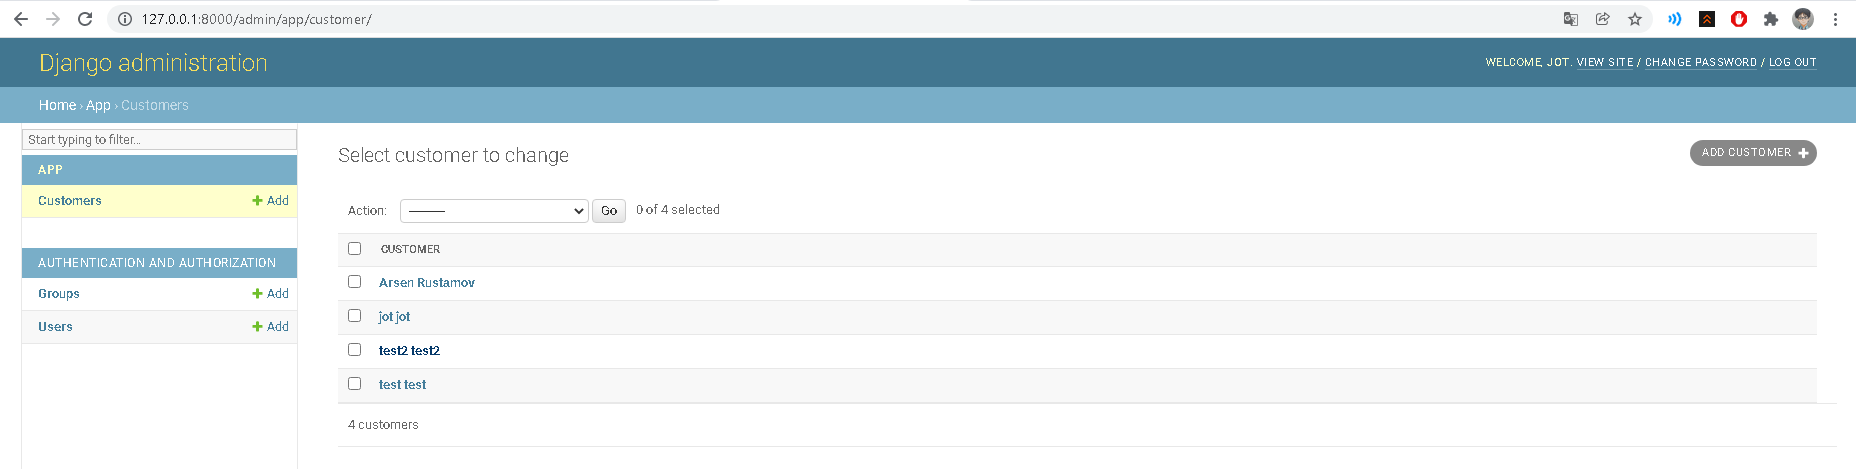 127.0.0.1:8000/admin/app/customer/
Django administration
WELCOME, JOT. VIEW SITE / CHANGE PASSWORD / LOG OUT
Home › App › Customers
Start typing to filter...
APP
Customers
Add
AUTHENTICATION AND AUTHORIZATION
Groups
Add
Users
Add
Select customer to change
ADD CUSTOMER
Action:
---------
Go
0 of 4 selected
CUSTOMER
Arsen Rustamov
jot jot
test2 test2
test test
4 customers